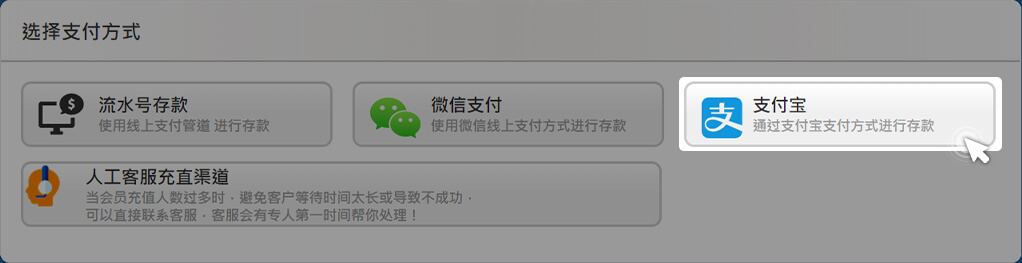 選择支付方式
流水号存款
使用线上支付管道 进行存款
微信支付
使用微信线上支付方式进行存款
支付宝
通过支付宝支付方式进行存款
人工客服充直渠道
当会员充值人数过多时，避免客户等待时间太长或导致不成功，
可以直接联系客服，客服会有专人第一时间帮你处理！